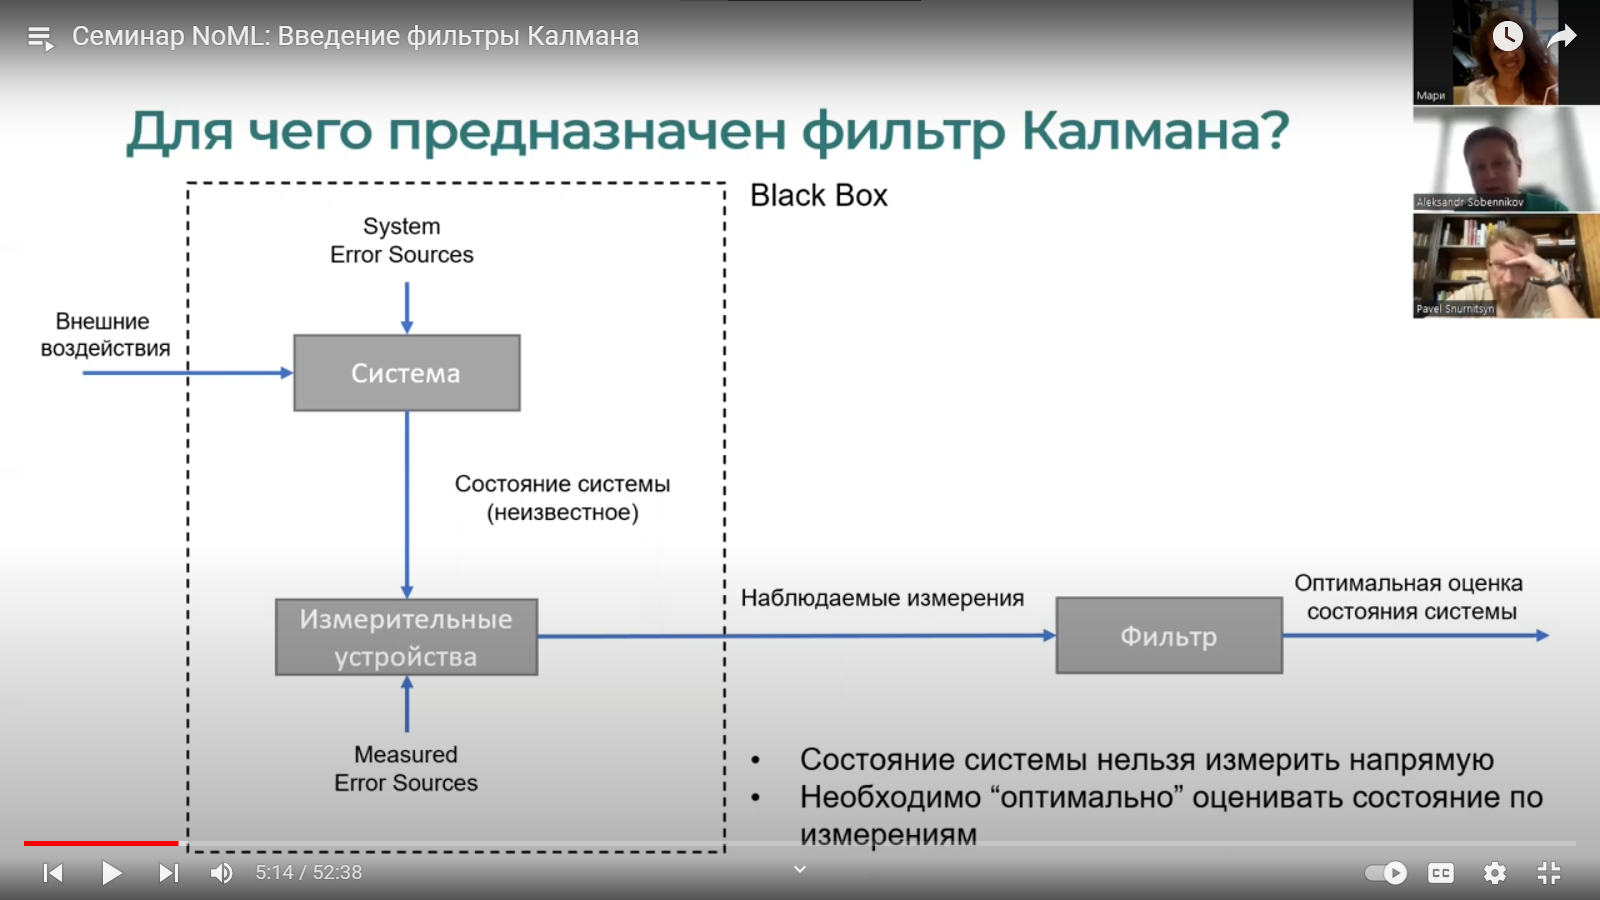 Семинар NoML: Введение фильтры Калмана
Мари
Для чего предназначен фильтр Калмана?
Aleksandr Sobennikov
Black Box
System
Error Sources
Pavel Snurnitsyn
Внешние
воздействия
Система
Состояние системы
(неизвестное)
Измерительные
устройства
Наблюдаемые измерения
Фильтр
Оптимальная оценка
состояния системы
Measured
Error Sources
• Состояние системы нельзя измерить напрямую
• Необходимо “оптимально” оценивать состояние по
измерениям
5:14 / 52:38
CC